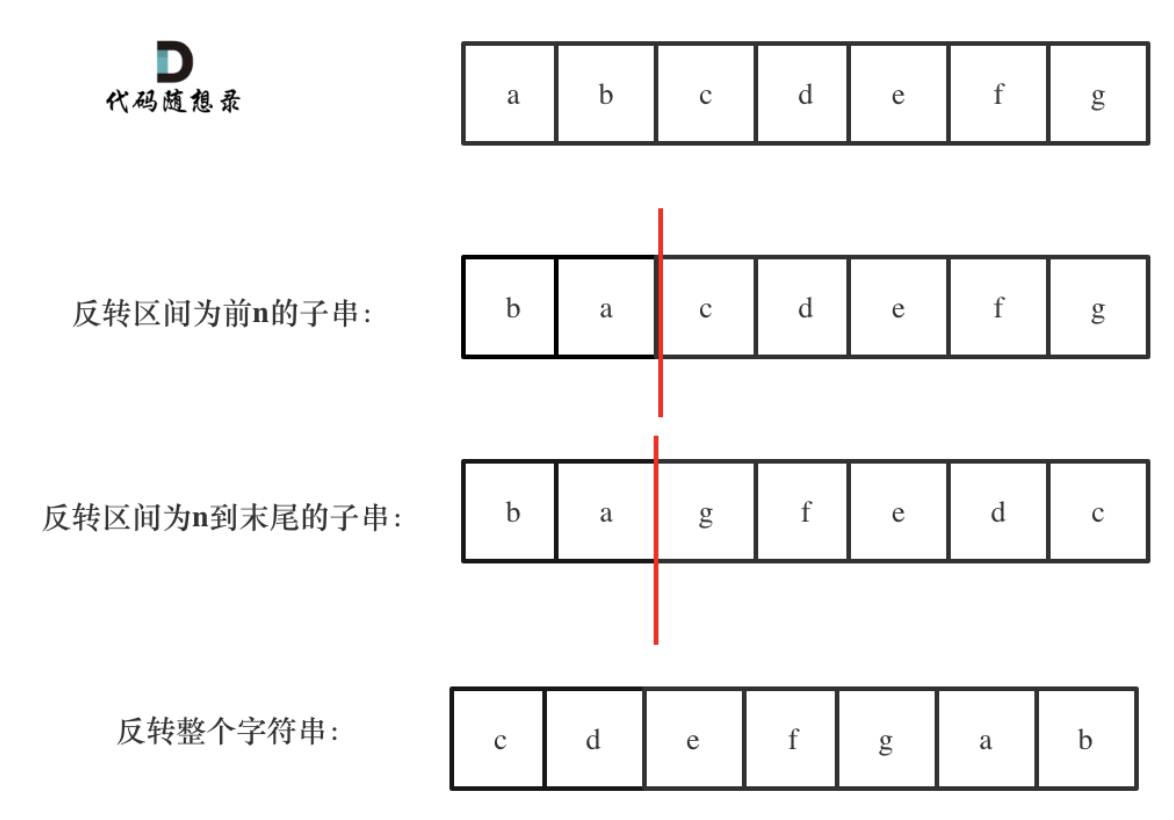 代码随想录
a b c d e f g
反转区间为前n的子串:
b a c d e f g
反转区间为n到末尾的子串:
b a g f e d c
反转整个字符串:
c d e f g a b